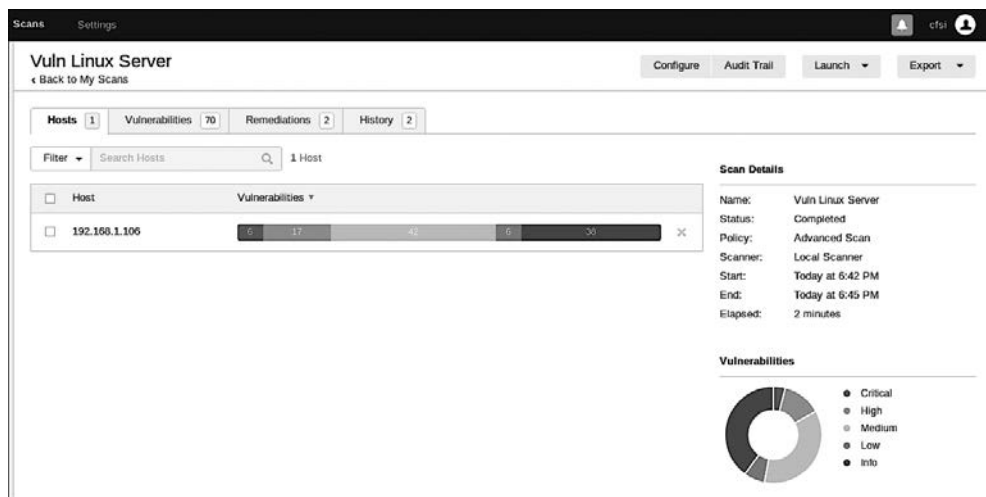 Scans Settings cfsi
Vuln Linux Server
‹ Back to My Scans
Configure Audit Trail Launch Export
Hosts 1 Vulnerabilities 70 Remediations 2 History 2
Filter Search Hosts 1 Host
Host Vulnerabilities
192.168.1.106 6 17 42 6 38
Scan Details
Name: Vuln Linux Server
Status: Completed
Policy: Advanced Scan
Scanner: Local Scanner
Start: Today at 6:42 PM
End: Today at 6:45 PM
Elapsed: 2 minutes
Vulnerabilities
Critical
High
Medium
Low
Info